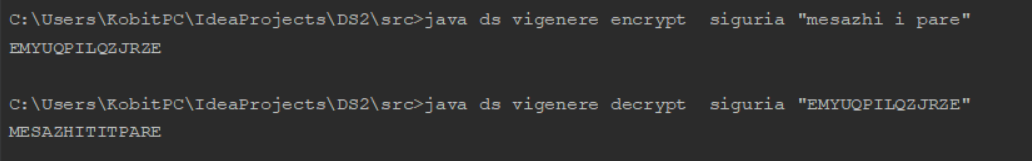 C:\Users\KobitPC\IdeaProjects\DS2\src>java ds vigenere encrypt  siguria "mesazhi i pare"
EMYUQPILQZJRZE
C:\Users\KobitPC\IdeaProjects\DS2\src>java ds vigenere decrypt  siguria "EMYUQPILQZJRZE"
MESAZHITITPARE